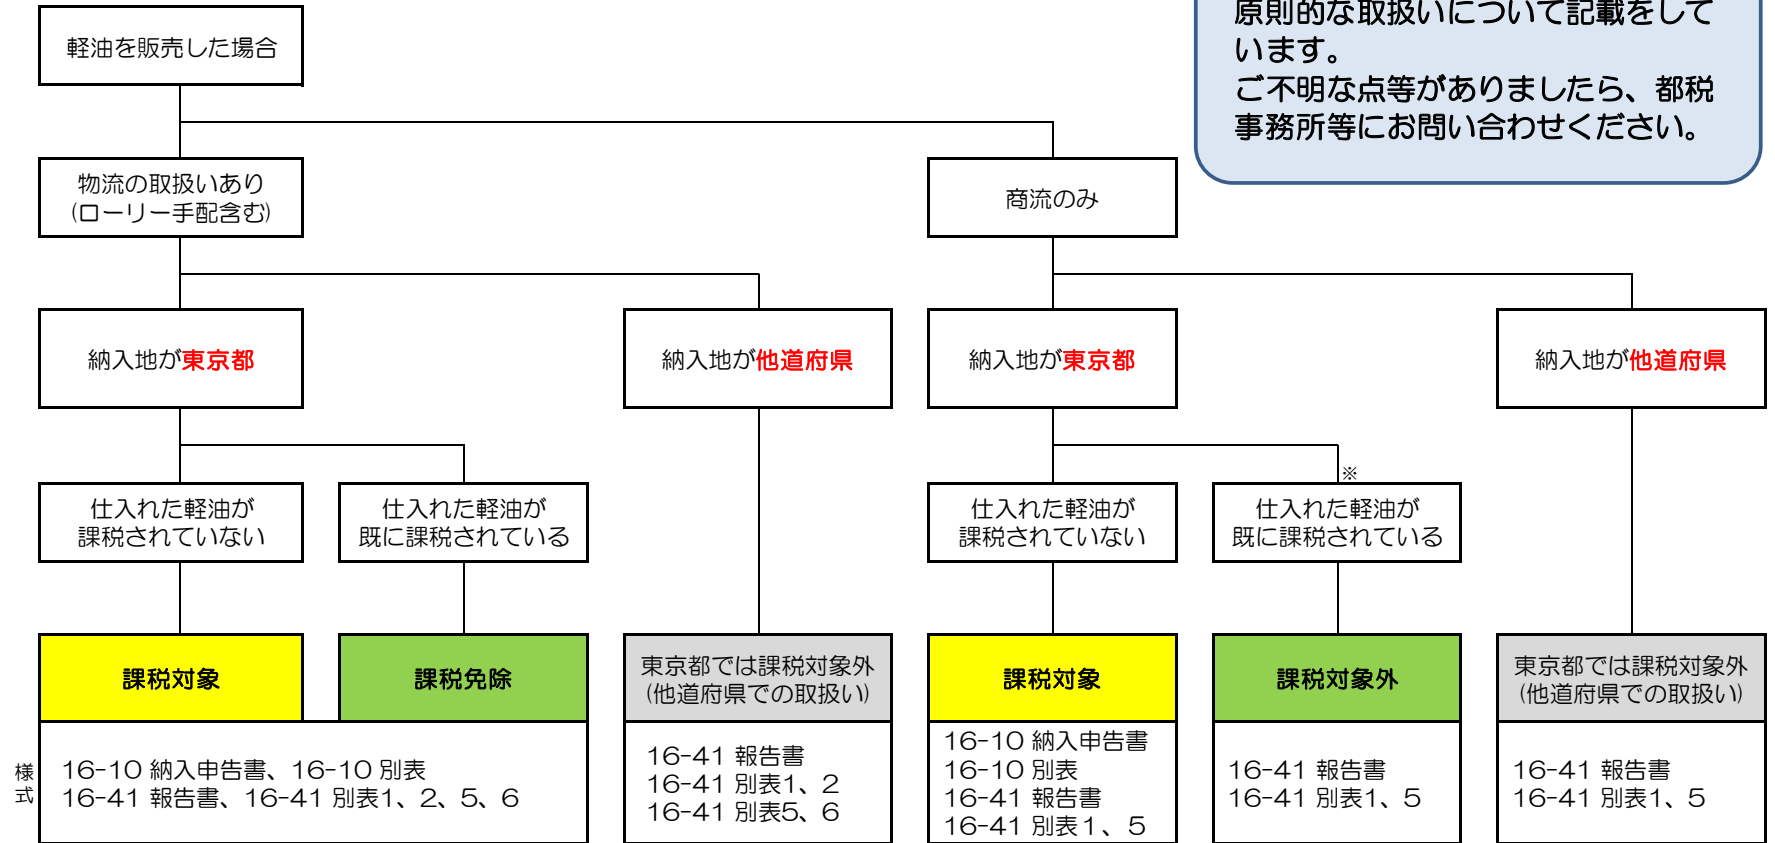 原則的な取扱いについて記載をして
います。
ご不明な点等がありましたら、都税
事務所等にお問い合わせください。
軽油を販売した場合
物流の取扱いあり
(ローリー手配含む)
商流のみ
納入地が東京都
納入地が他道府県
納入地が東京都
納入地が他道府県
仕入れた軽油が
課税されていない
仕入れた軽油が
既に課税されている
仕入れた軽油が
課税されていない
※
仕入れた軽油が
既に課税されている
課税対象
課税免除
東京都では課税対象外
(他道府県での取扱い)
課税対象
課税対象外
東京都では課税対象外
(他道府県での取扱い)
様式
16-10 納入申告書、16-10 別表
16-41 報告書、16-41 別表1、2、5、6
16-41 報告書
16-41 別表1、2
16-41 別表5、6
16-10 納入申告書
16-10 別表
16-41 報告書
16-41 別表1、5
16-41 報告書
16-41 別表1、5
16-41 報告書
16-41 別表1、5